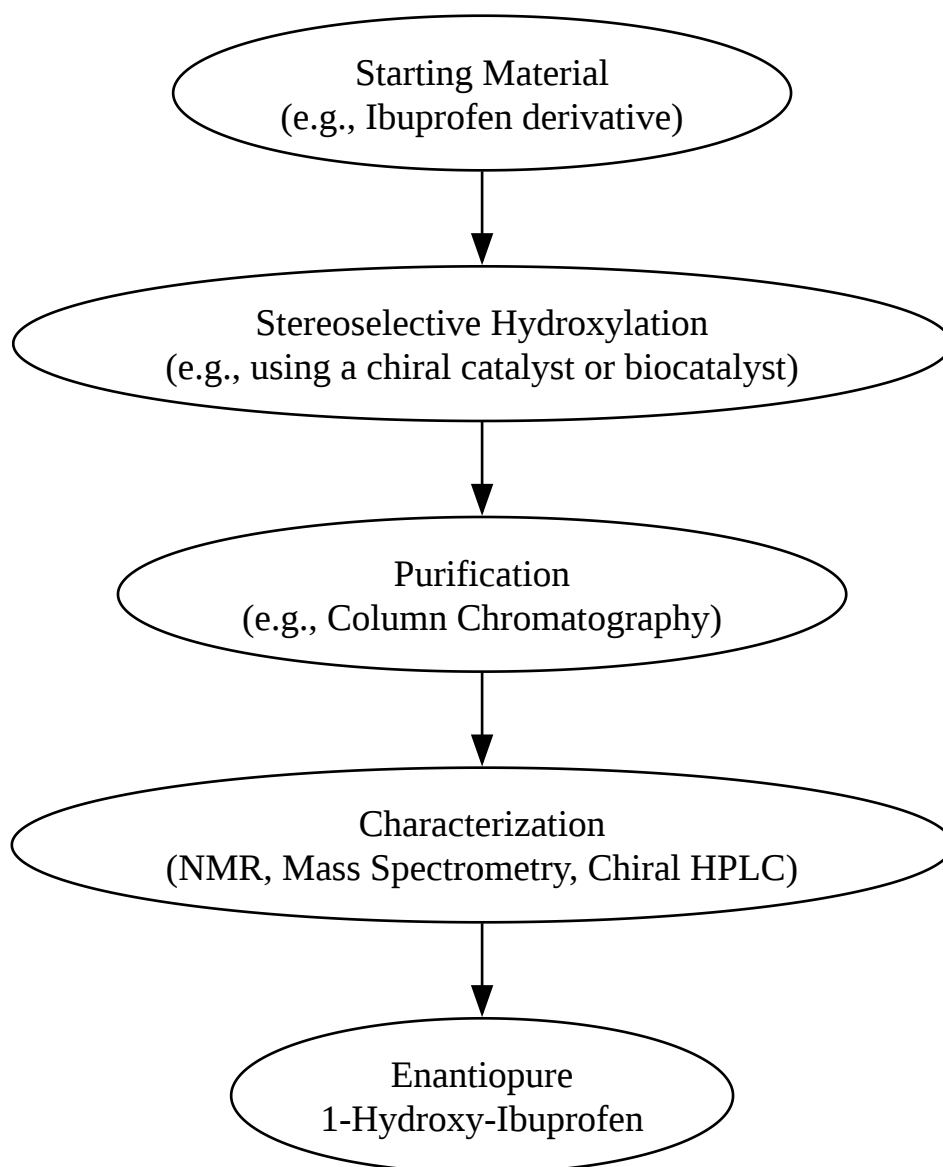 Starting Material
(e.g., Ibuprofen derivative)
Stereoselective Hydroxylation
(e.g., using a chiral catalyst or biocatalyst)
Purification
(e.g., Column Chromatography)
Characterization
(NMR, Mass Spectrometry, Chiral HPLC)
Enantiopure
1-Hydroxy-Ibuprofen